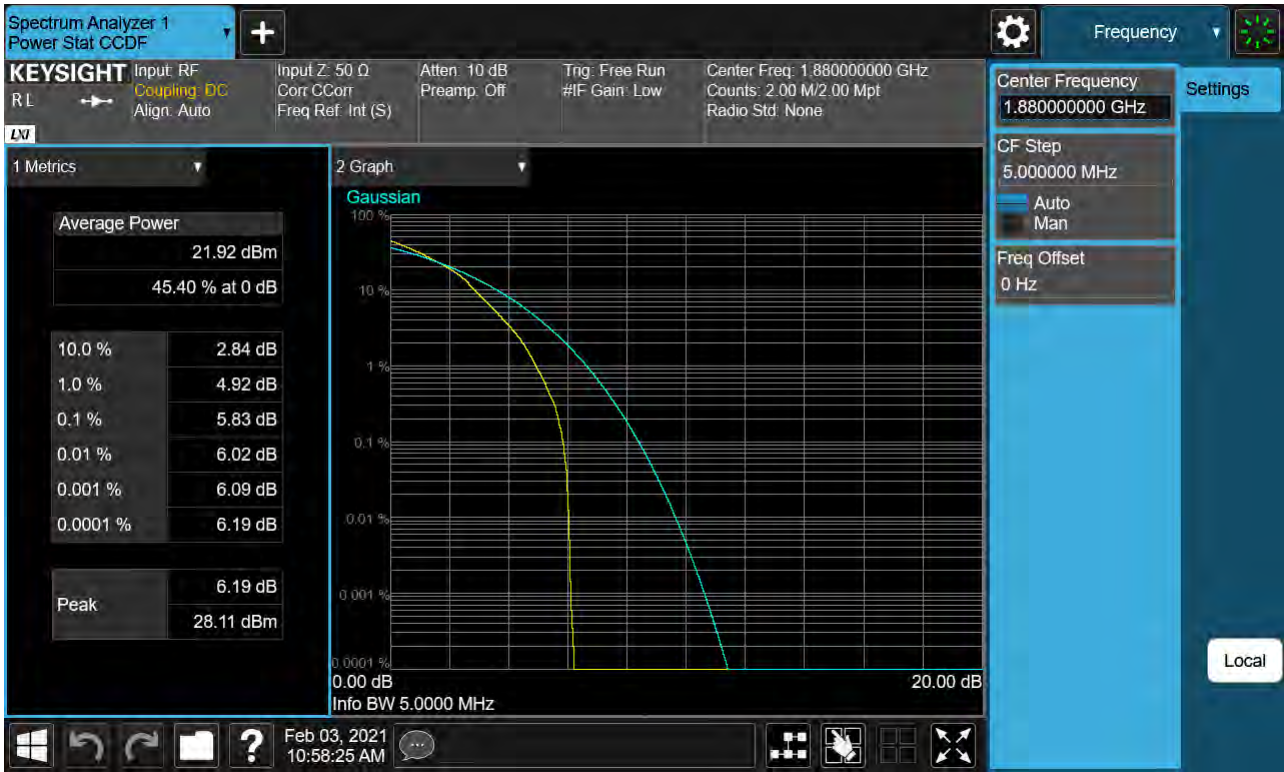 Spectrum Analyzer 1
Power Stat CCDF
Frequency
KEYSIGHT
R L
LXI
Input: RF
Coupling: DC
Align: Auto
Input Z: 50 Ω
Corr CCorr
Freq Ref: Int (S)
Atten: 10 dB
Preamp: Off
Trig: Free Run
#IF Gain: Low
Center Freq: 1.880000000 GHz
Counts: 2.00 M/2.00 Mpt
Radio Std: None
Center Frequency
1.880000000 GHz
Settings
CF Step
5.000000 MHz
Auto
Man
Freq Offset
0 Hz
1 Metrics
Average Power
21.92 dBm
45.40 % at 0 dB
10.0 % 2.84 dB
1.0 % 4.92 dB
0.1 % 5.83 dB
0.01 % 6.02 dB
0.001 % 6.09 dB
0.0001 % 6.19 dB
Peak
6.19 dB
28.11 dBm
2 Graph
Gaussian
100 %
10 %
1 %
0.1 %
0.01 %
0.001 %
0.0001 %
0.00 dB 20.00 dB
Info BW 5.0000 MHz
Local
Feb 03, 2021
10:58:25 AM